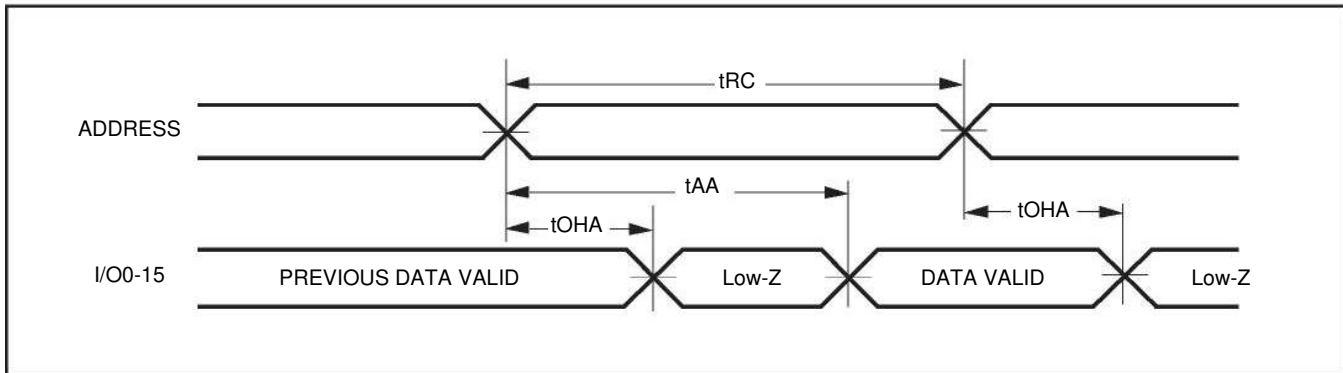 tRC
ADDRESS
tAA
tOHA
tOHA
I/O0-15
PREVIOUS DATA VALID
Low-Z
DATA VALID
Low-Z